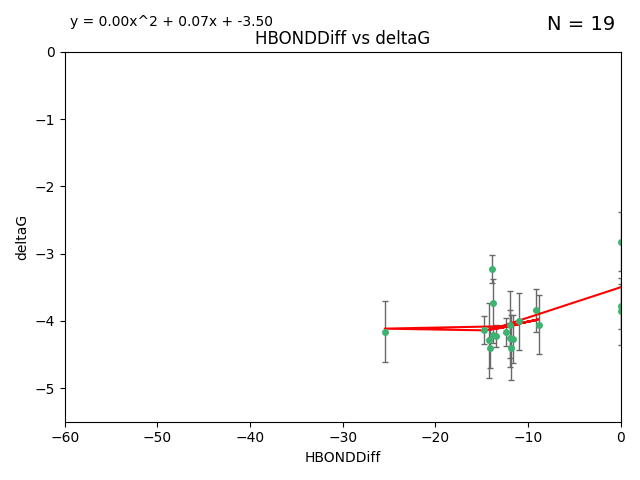 y = 0.00x^2 + 0.07x + -3.50
N = 19
HBONDDiff vs deltaG
deltaG
0
−1
−2
−3
−4
−5
−60
−50
−40
−30
−20
−10
0
HBONDDiff